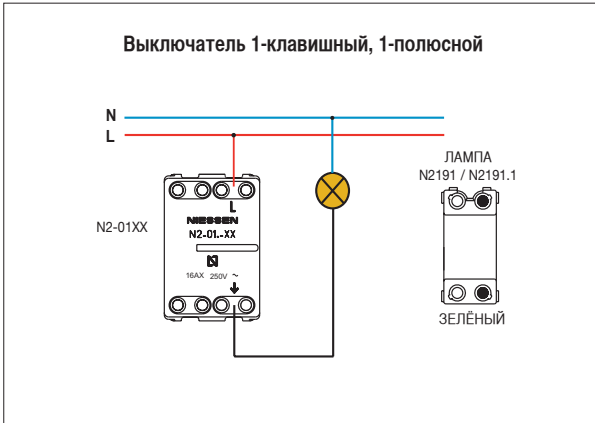 Выключатель 1-клавишный, 1-полюсной
N
L
ЛАМПА
N2191 / N2191.1
L
NIESSEN
N2-01XX
N2-01.-XX
16AX 250V ~
ЗЕЛЁНЫЙ